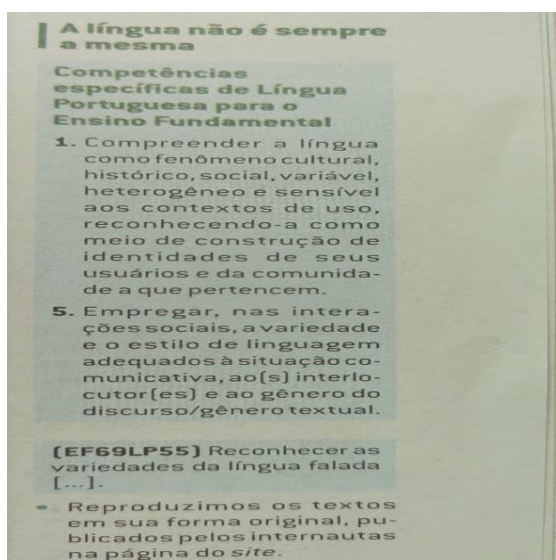 A língua não é sempre
a mesma
Competências
específicas de Língua
Portuguesa para o
Ensino Fundamental
1. Compreender a língua
como fenômeno cultural,
histórico, social, variável,
heterogêneo e sensível
aos contextos de uso,
reconhecendo-a como
meio de construção de
identidades de seus
usuários e da comunida-
de a que pertencem.
5. Empregar, nas intera-
ções sociais, a variedade
e o estilo de linguagem
adequados à situação co-
municativa, ao(s) interlo-
cutor(es) e ao gênero do
discurso/gênero textual.
(EF69LP55) Reconhecer as
variedades da língua falada
[...].
• Reproduzimos os textos
em sua forma original, pu-
blicados pelos internautas
na página do site.